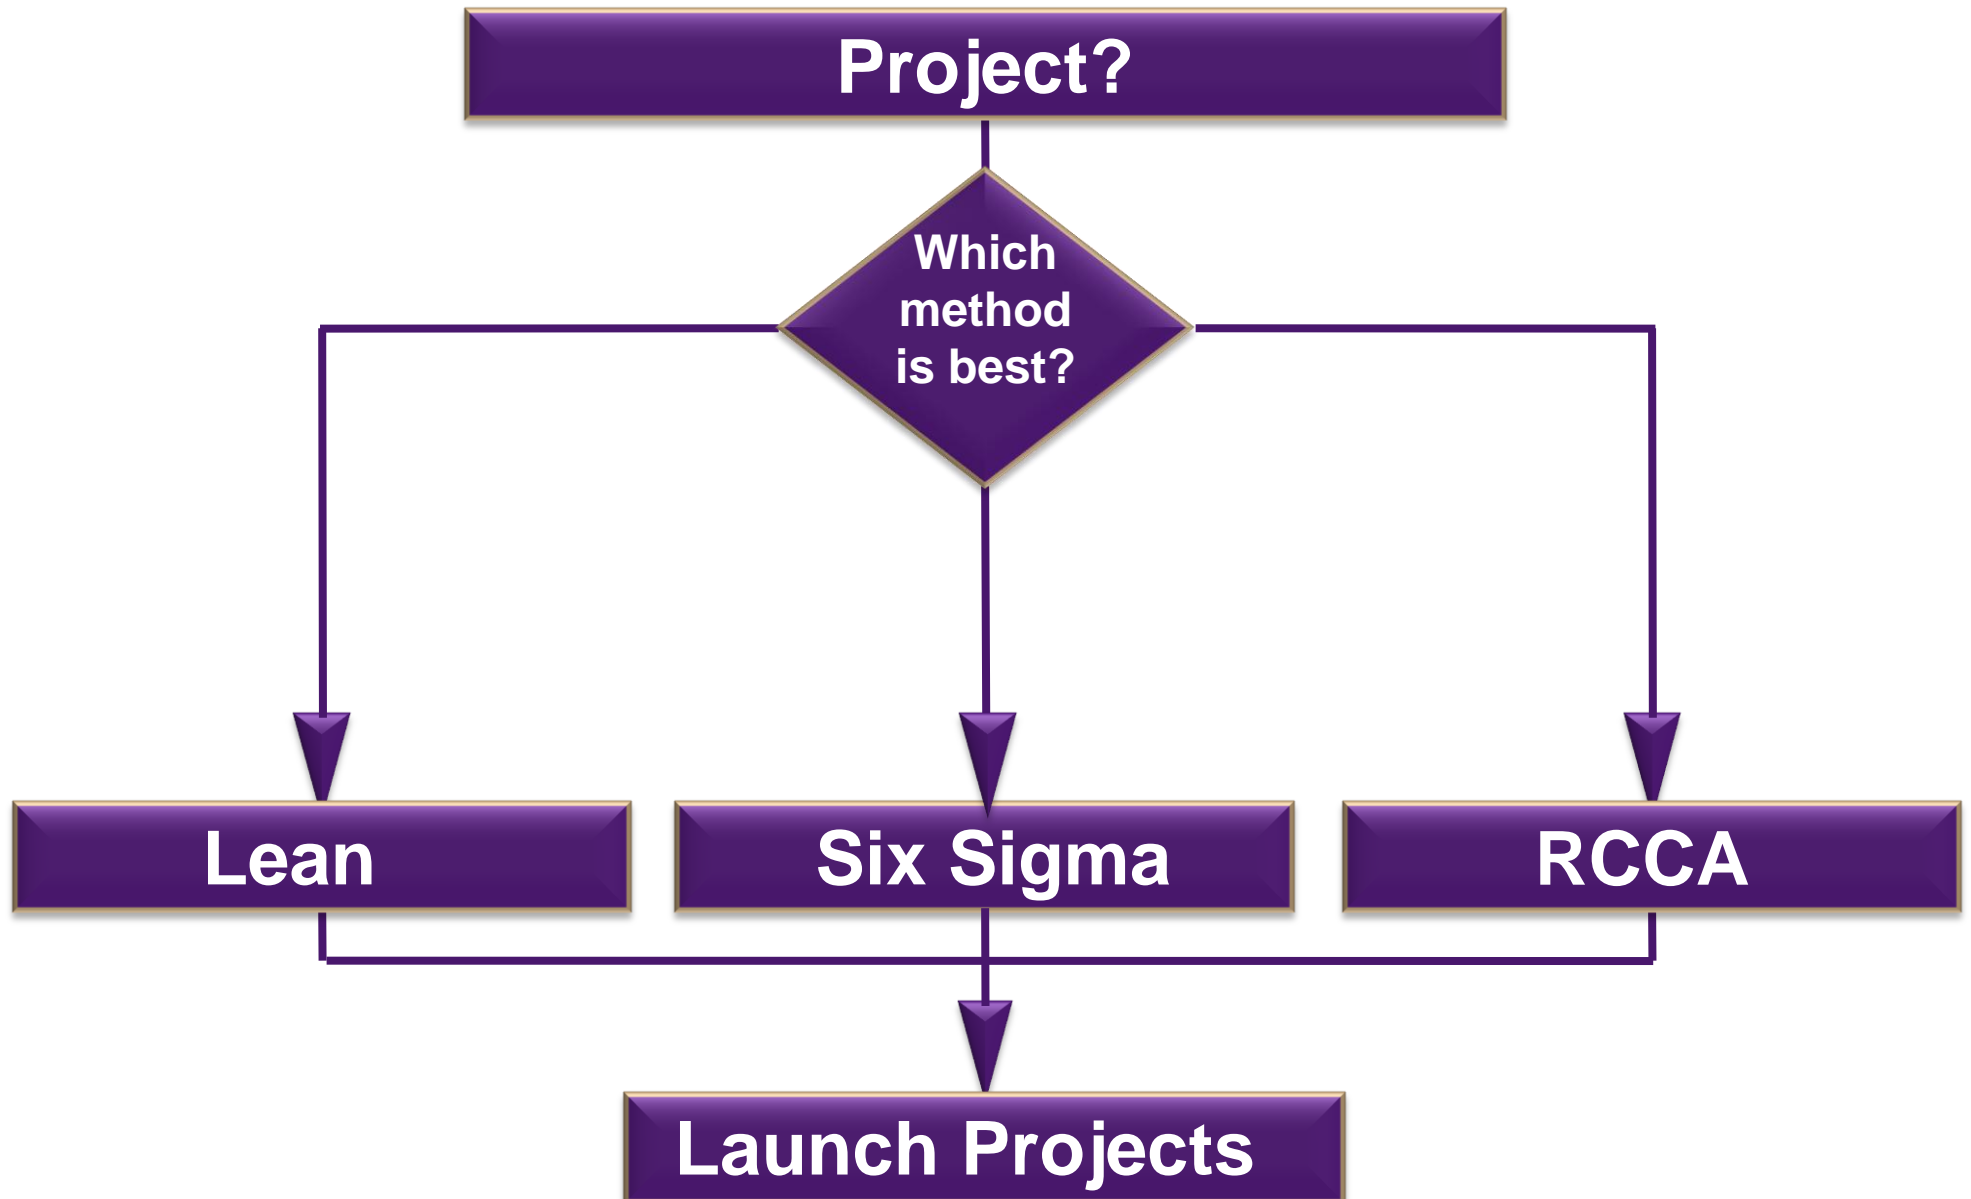 Project?
Which
method
is best?
Lean
Six Sigma
RCCA
Launch Projects